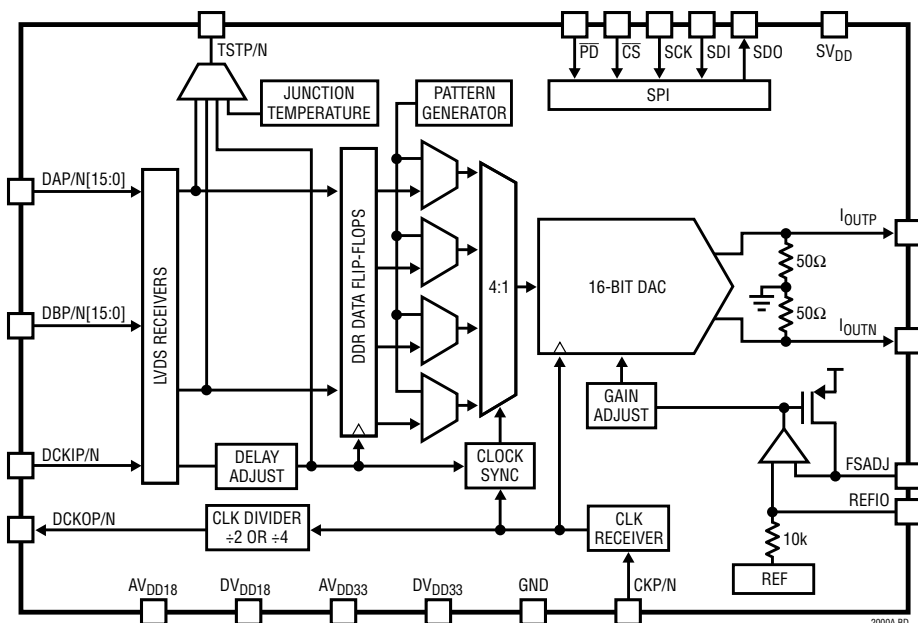 TSTP/N
PD
CS
SCK
SDI
SDO
SVDD
SPI
JUNCTION
TEMPERATURE
PATTERN
GENERATOR
DAP/N[15:0]
DBP/N[15:0]
DCKIP/N
DCKOP/N
LVDS RECEIVERS
DDR DATA FLIP-FLOPS
4:1
16-BIT DAC
IOUTP
50Ω
50Ω
IOUTN
GAIN
ADJUST
DELAY
ADJUST
CLOCK
SYNC
FSADJ
REFIO
10k
REF
CLK DIVIDER
÷2 OR ÷4
CLK
RECEIVER
AVDD18
DVDD18
AVDD33
DVDD33
GND
CKP/N
2000A BD